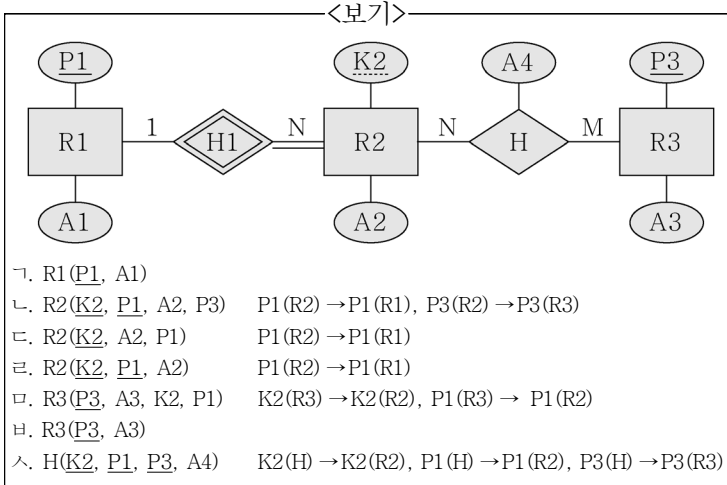 <보기>
P1 K2 A4 P3
R1 1 H1 N R2 N H M R3
A1 A2 A3
ㄱ. R1(P1, A1)
ㄴ. R2(K2, P1, A2, P3) P1(R2) →P1(R1), P3(R2) →P3(R3)
ㄷ. R2(K2, A2, P1) P1(R2) →P1(R1)
ㄹ. R2(K2, P1, A2) P1(R2) →P1(R1)
ㅁ. R3(P3, A3, K2, P1) K2(R3) →K2(R2), P1(R3) → P1(R2)
ㅂ. R3(P3, A3)
ㅅ. H(K2, P1, P3, A4) K2(H) →K2(R2), P1(H) →P1(R2), P3(H) →P3(R3)